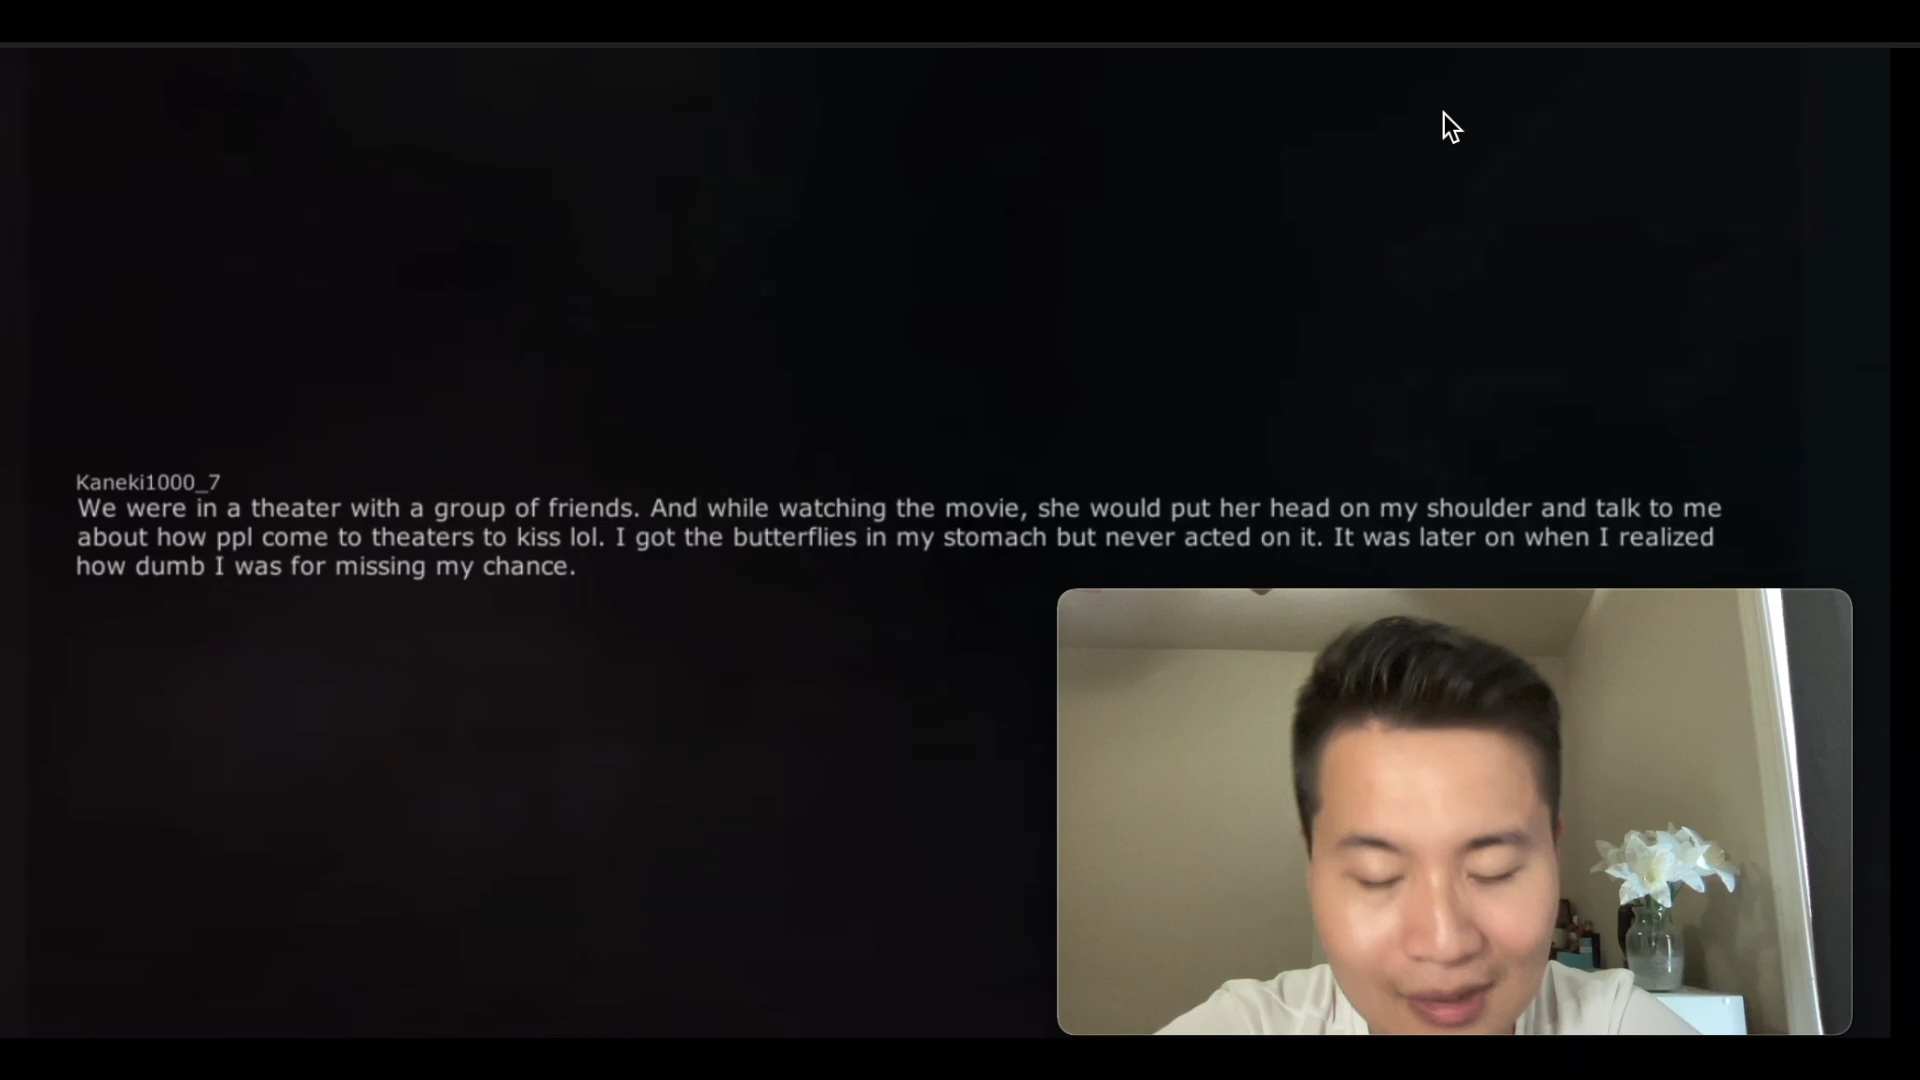 Kaneki1000_7
We were in a theater with a group of friends. And while watching the movie, she would put her head on my shoulder and talk to me
about how ppl come to theaters to kiss lol. I got the butterflies in my stomach but never acted on it. It was later on when I realized
how dumb I was for missing my chance.